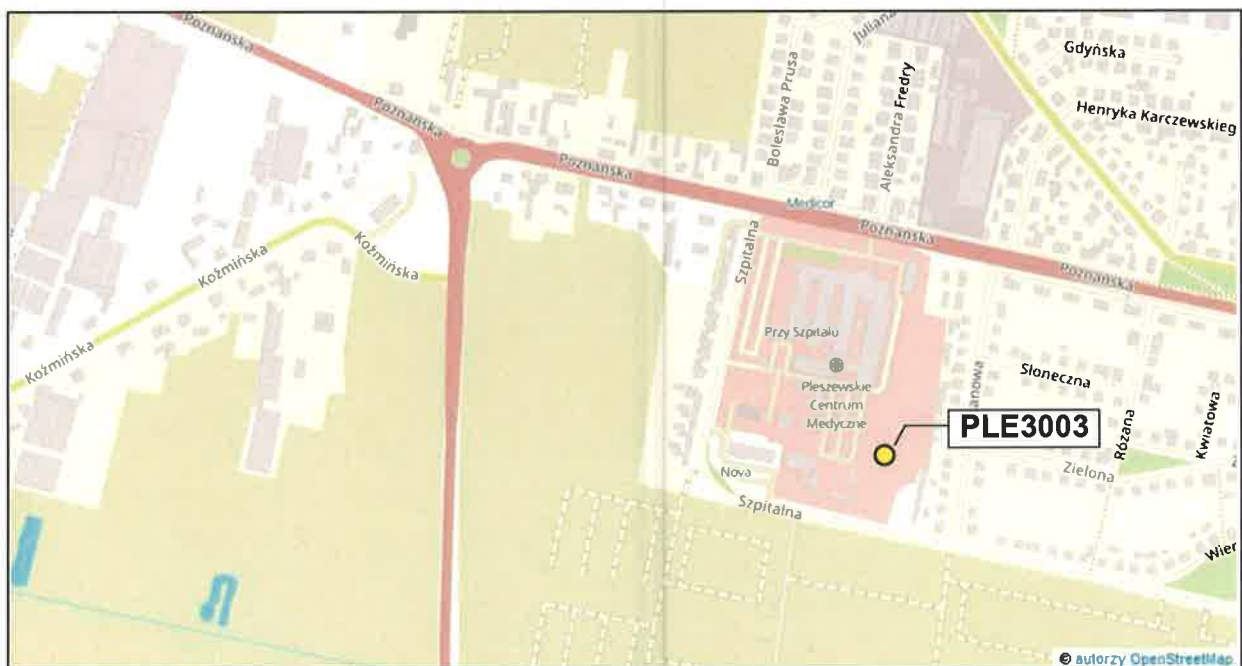 Poznańska
Juliana
Gdyńska
Bolesława Prusa
Aleksandra Fredry
Henryka Karczewskieg
Poznańska
Poznańska
Medicor
Poznańska
Szpitalna
Koźmińska
Koźmińska
Poznańska
Przy Szpitalu
Koźmińska
Pleszewskie
Centrum
Medyczne
Słoneczna
anowa
PLE3003
Różana
Kwiatowa
Zielona
Nova
Szpitalna
Wier
© autorzy OpenStreetMap